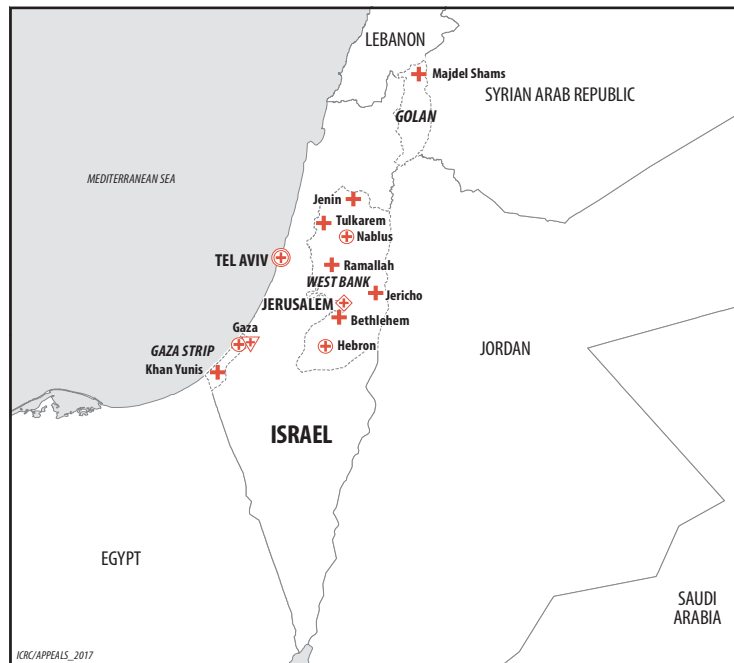 LEBANON
Majdel Shams
SYRIAN ARAB REPUBLIC
GOLAN
MEDITERRANEAN SEA
Jenin
Tulkarem
Nablus
TEL AVIV
Ramallah
WEST BANK
Jericho
JERUSALEM
Bethlehem
Gaza
Hebron
GAZA STRIP
Khan Yunis
JORDAN
ISRAEL
EGYPT
SAUDI
ARABIA
ICRC/APPEALS_2017